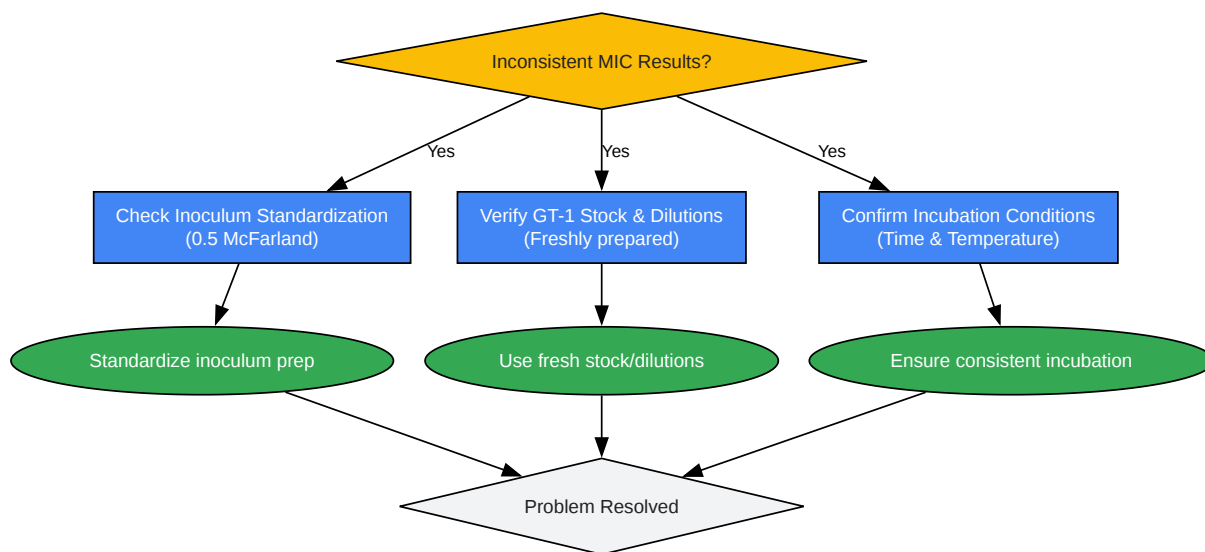 Inconsistent MIC Results?
Yes
Yes
Yes
Check Inoculum Standardization
(0.5 McFarland)
Verify GT-1 Stock & Dilutions
(Freshly prepared)
Confirm Incubation Conditions
(Time & Temperature)
Standardize inoculum prep
Use fresh stock/dilutions
Ensure consistent incubation
Problem Resolved